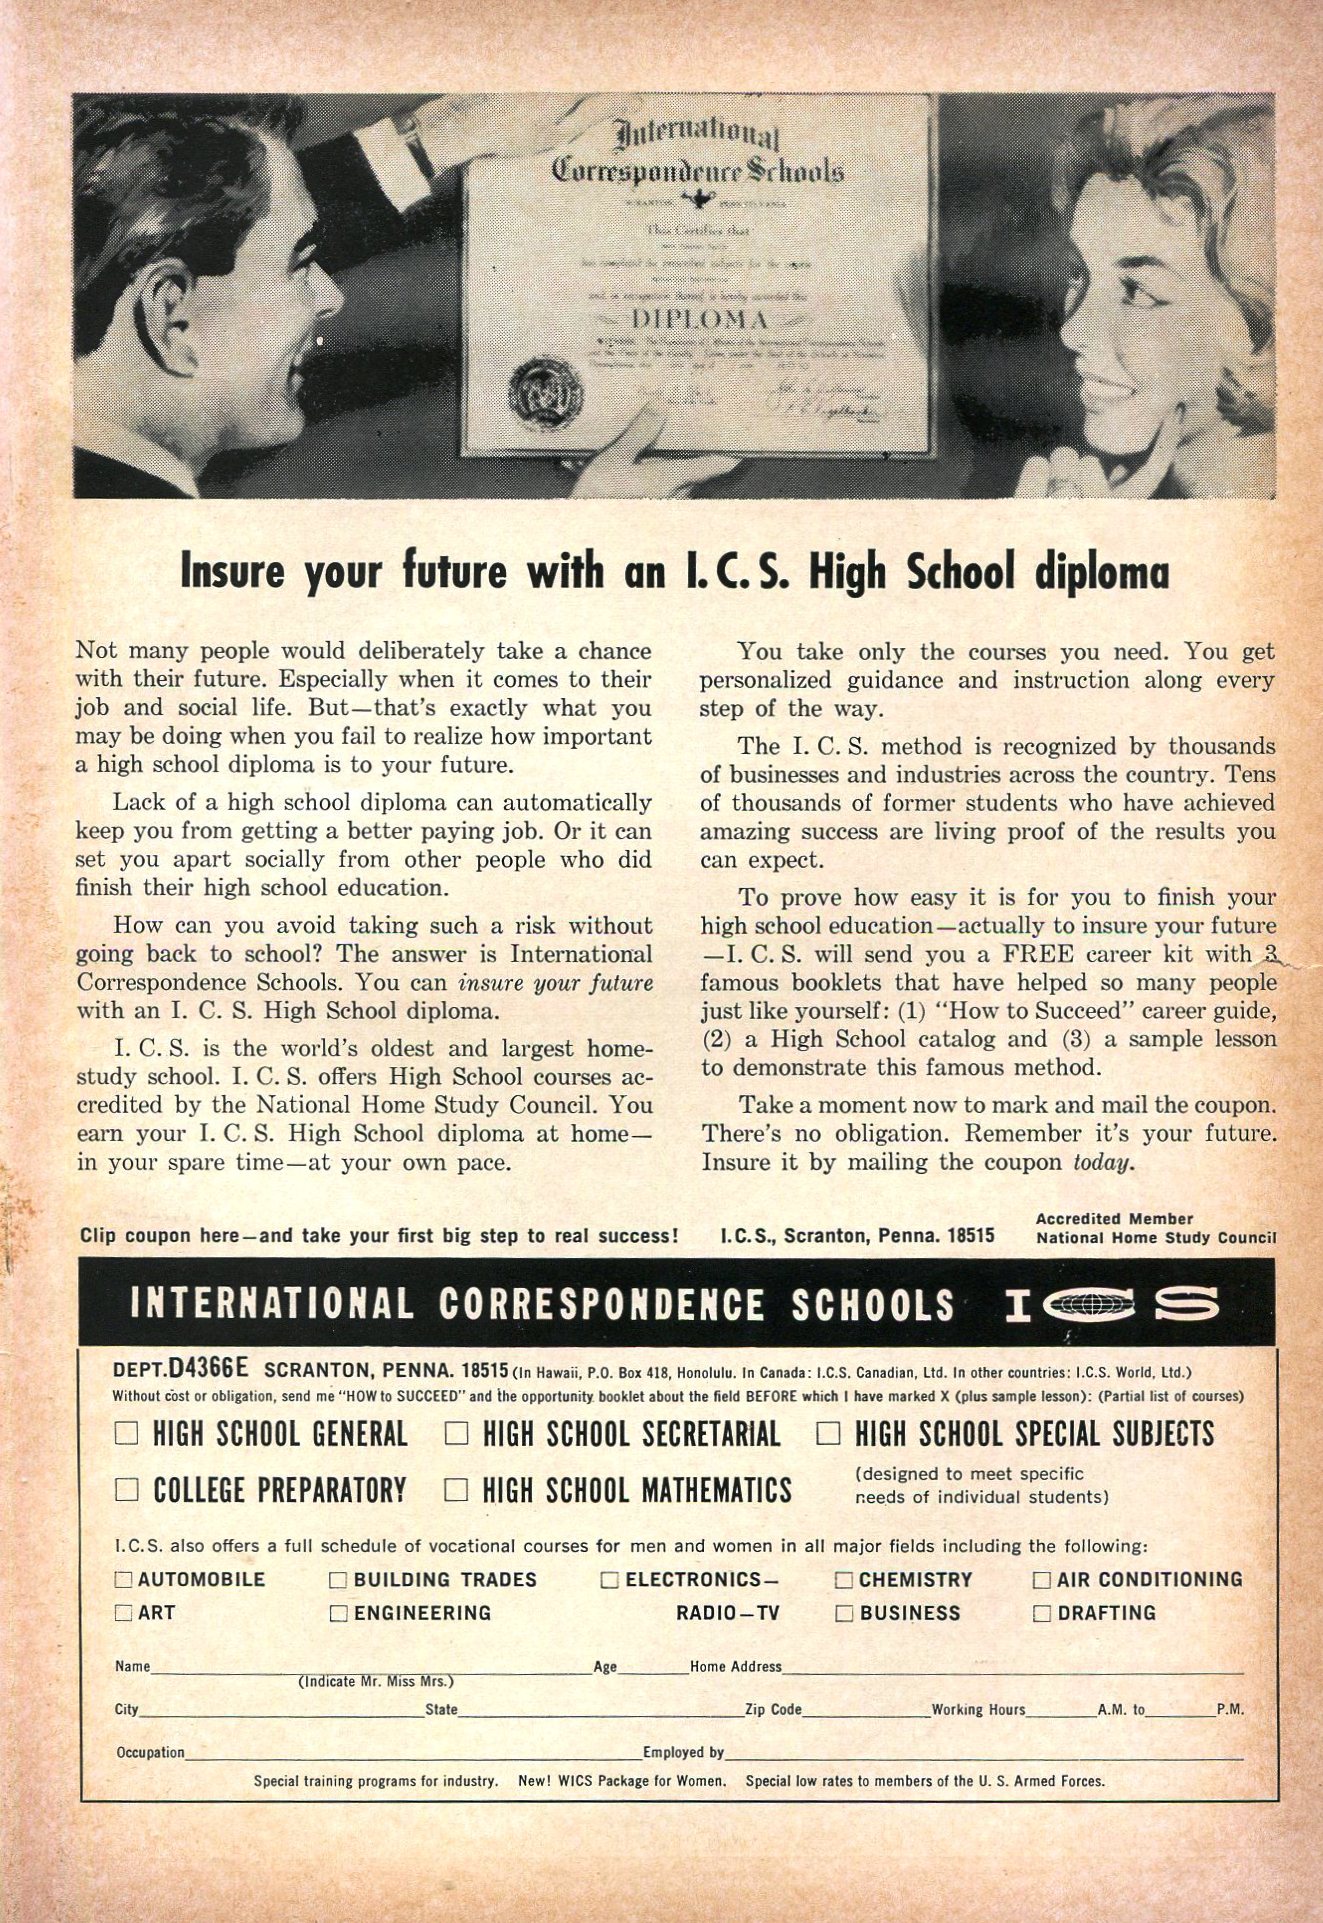 International
Correspondence Schools
SCRANTON, PENNSYLVANIA
This Certifies that
has completed the prescribed subjects for the course
and in recognition thereof is hereby awarded this
DIPLOMA
Insure your future with an I. C. S. High School diploma
Not many people would deliberately take a chance
with their future. Especially when it comes to their
job and social life. But—that's exactly what you
may be doing when you fail to realize how important
a high school diploma is to your future.
Lack of a high school diploma can automatically
keep you from getting a better paying job. Or it can
set you apart socially from other people who did
finish their high school education.
How can you avoid taking such a risk without
going back to school? The answer is International
Correspondence Schools. You can insure your future
with an I. C. S. High School diploma.
I. C. S. is the world's oldest and largest home-
study school. I. C. S. offers High School courses ac-
credited by the National Home Study Council. You
earn your I. C. S. High School diploma at home—
in your spare time—at your own pace.
You take only the courses you need. You get
personalized guidance and instruction along every
step of the way.
The I. C. S. method is recognized by thousands
of businesses and industries across the country. Tens
of thousands of former students who have achieved
amazing success are living proof of the results you
can expect.
To prove how easy it is for you to finish your
high school education—actually to insure your future
—I. C. S. will send you a FREE career kit with 3
famous booklets that have helped so many people
just like yourself: (1) "How to Succeed" career guide,
(2) a High School catalog and (3) a sample lesson
to demonstrate this famous method.
Take a moment now to mark and mail the coupon.
There's no obligation. Remember it's your future.
Insure it by mailing the coupon today.
Clip coupon here—and take your first big step to real success!
I.C.S., Scranton, Penna. 18515
Accredited Member
National Home Study Council
INTERNATIONAL CORRESPONDENCE SCHOOLS ICS
DEPT.D4366E SCRANTON, PENNA. 18515 (In Hawaii, P.O. Box 418, Honolulu. In Canada: I.C.S. Canadian, Ltd. In other countries: I.C.S. World, Ltd.)
Without cost or obligation, send me "HOW to SUCCEED" and the opportunity booklet about the field BEFORE which I have marked X (plus sample lesson): (Partial list of courses)
☐ HIGH SCHOOL GENERAL ☐ HIGH SCHOOL SECRETARIAL ☐ HIGH SCHOOL SPECIAL SUBJECTS
☐ COLLEGE PREPARATORY ☐ HIGH SCHOOL MATHEMATICS
(designed to meet specific
needs of individual students)
I.C.S. also offers a full schedule of vocational courses for men and women in all major fields including the following:
☐ AUTOMOBILE ☐ BUILDING TRADES ☐ ELECTRONICS— ☐ CHEMISTRY ☐ AIR CONDITIONING
☐ ART ☐ ENGINEERING RADIO—TV ☐ BUSINESS ☐ DRAFTING
Name Age Home Address
(Indicate Mr. Miss Mrs.)
City State Zip Code Working Hours A.M. to P.M.
Occupation Employed by
Special training programs for industry. New! WICS Package for Women. Special low rates to members of the U. S. Armed Forces.